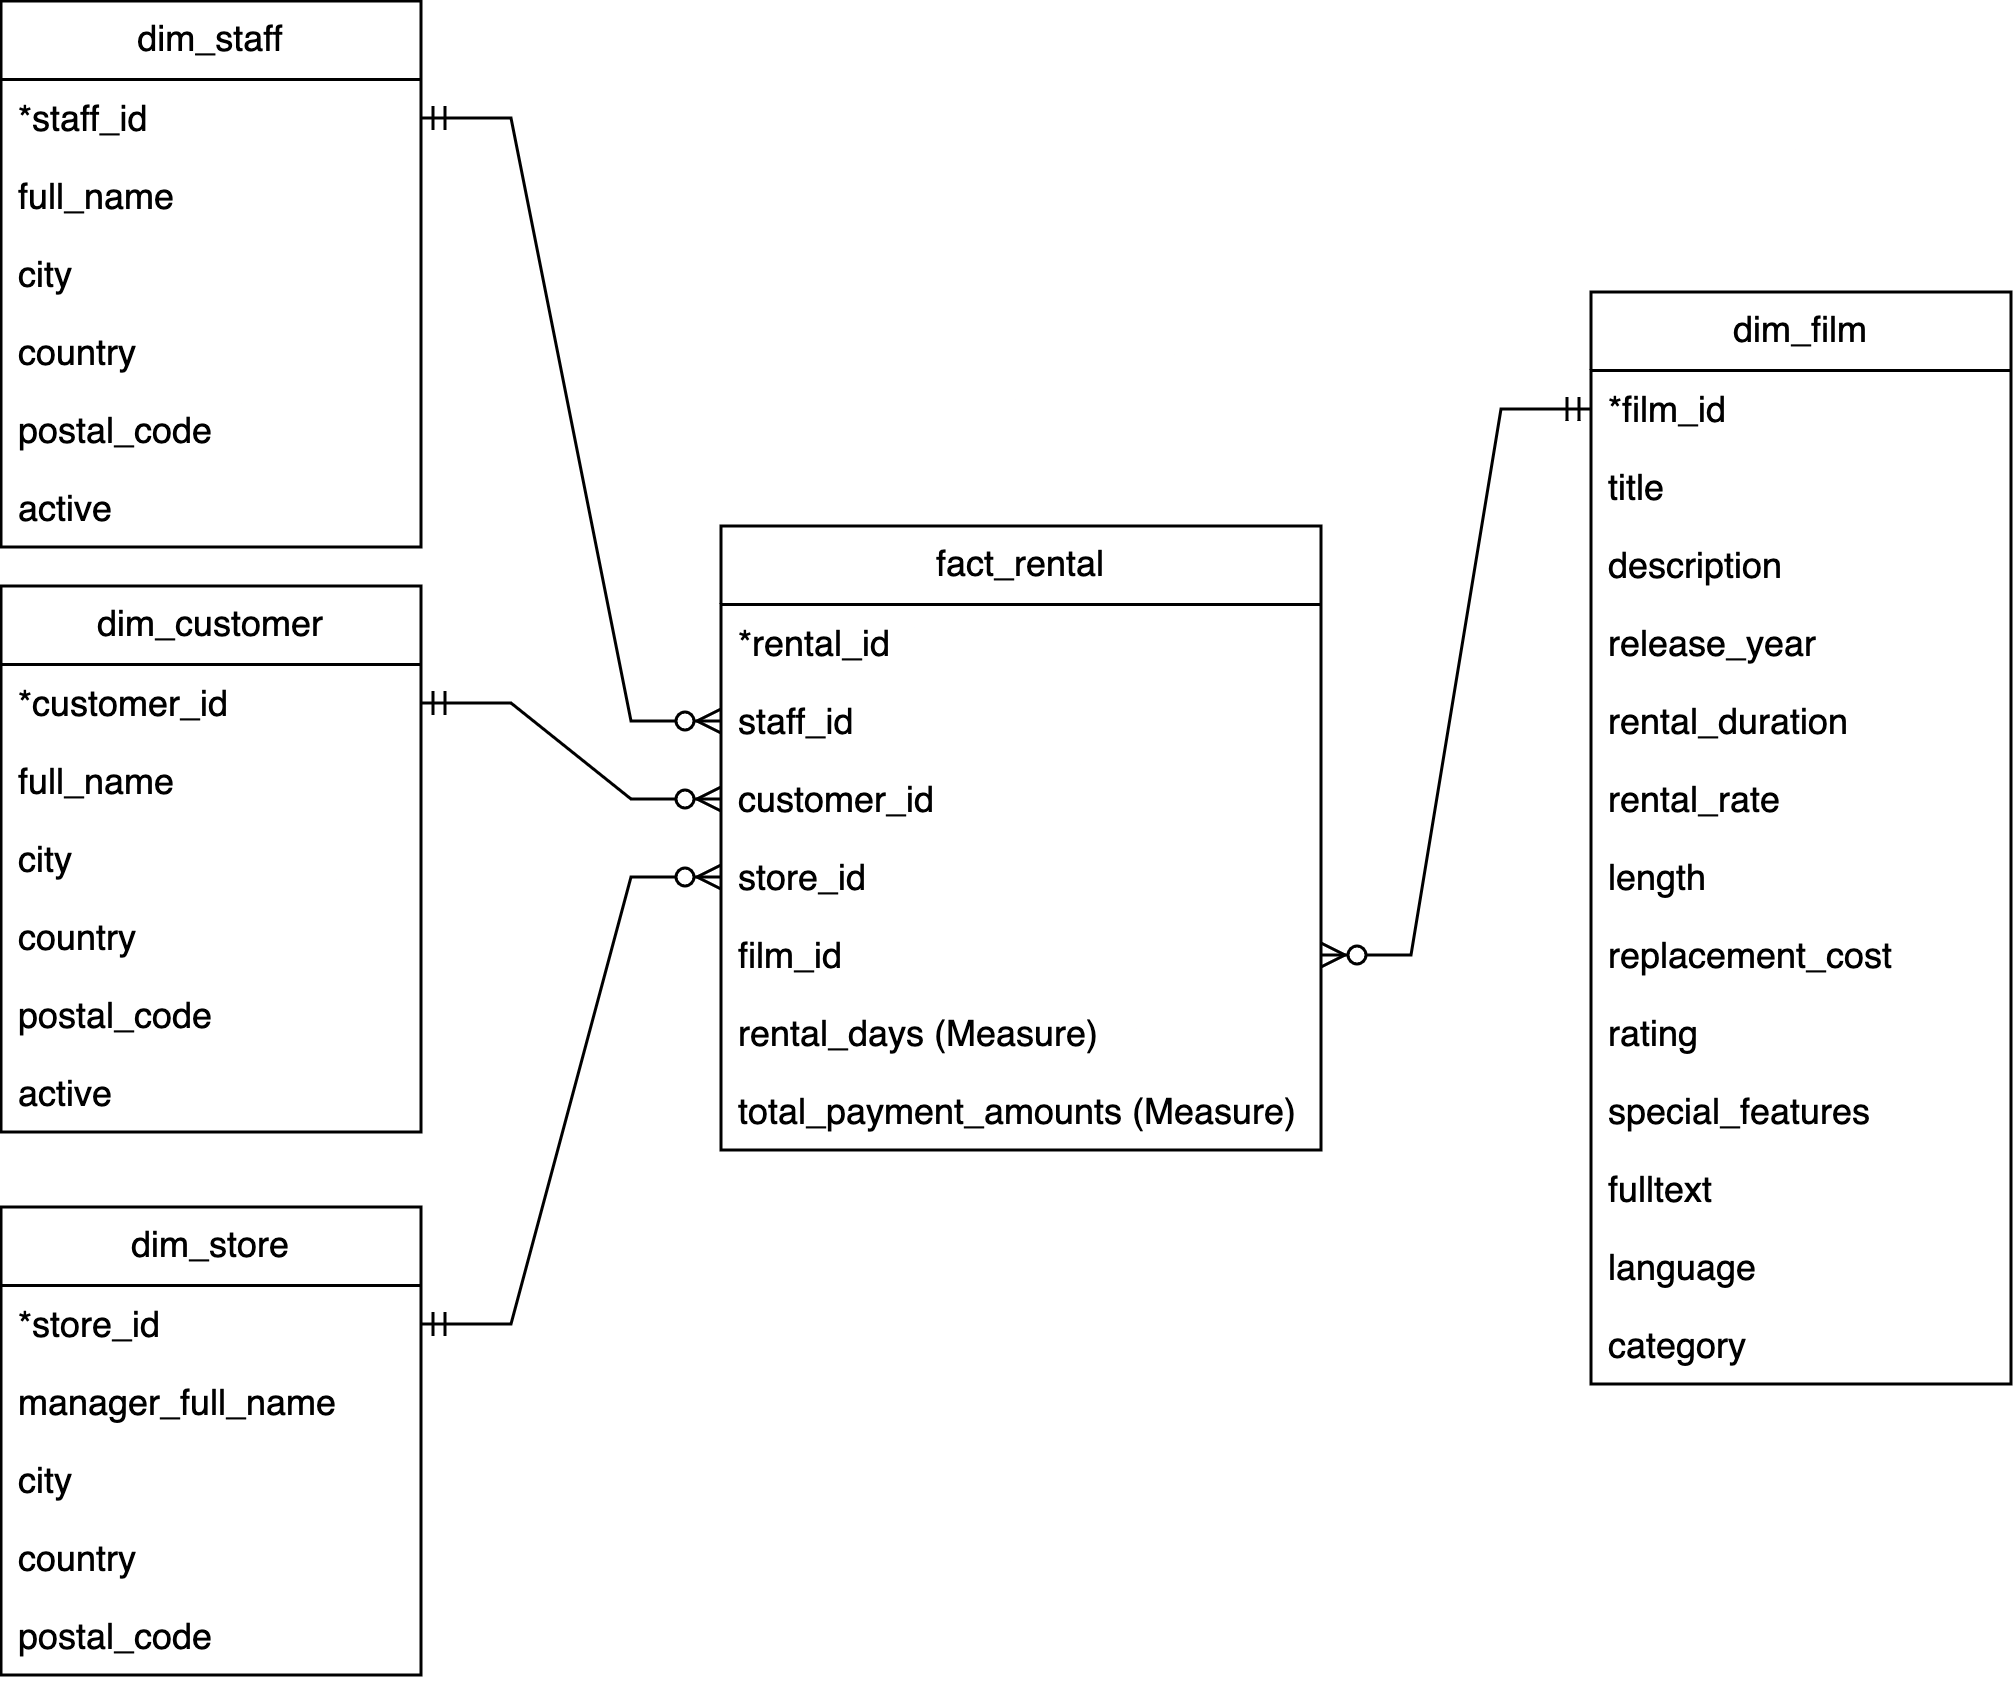 dim_staff
*staff_id
full_name
city
country
postal_code
active
dim_customer
*customer_id
full_name
city
country
postal_code
active
dim_store
*store_id
manager_full_name
city
country
postal_code
fact_rental
*rental_id
staff_id
customer_id
store_id
film_id
rental_days (Measure)
total_payment_amounts (Measure)
dim_film
*film_id
title
description
release_year
rental_duration
rental_rate
length
replacement_cost
rating
special_features
fulltext
language
category